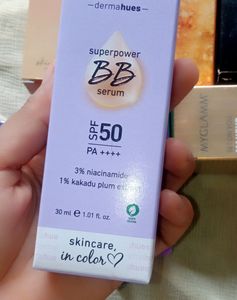 dermahues
superpower
BB
serum
SPF 50
PA ++++
3% niacinamide
1% kakadu plum extract
30 ml ℮ 1.01 fl. oz.
skincare,
in color
MYGLAMM